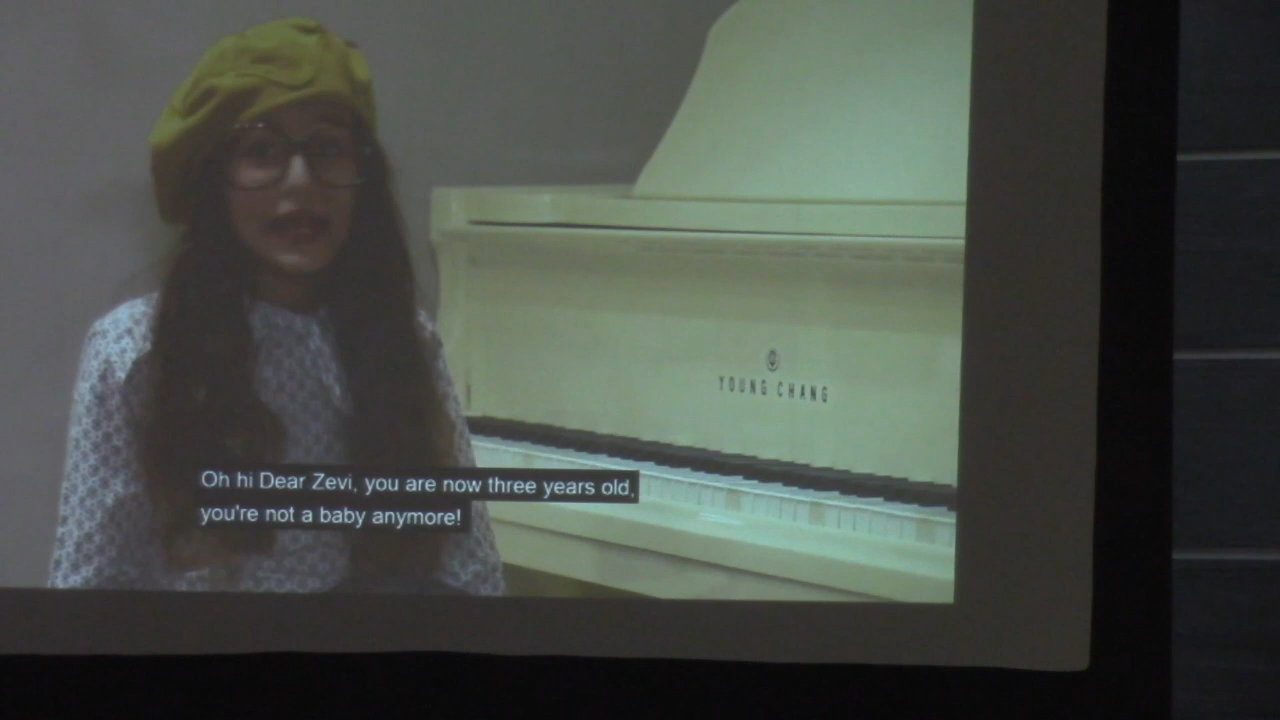 YOUNG CHANG
Oh hi Dear Zevi, you are now three years old,
you're not a baby anymore!